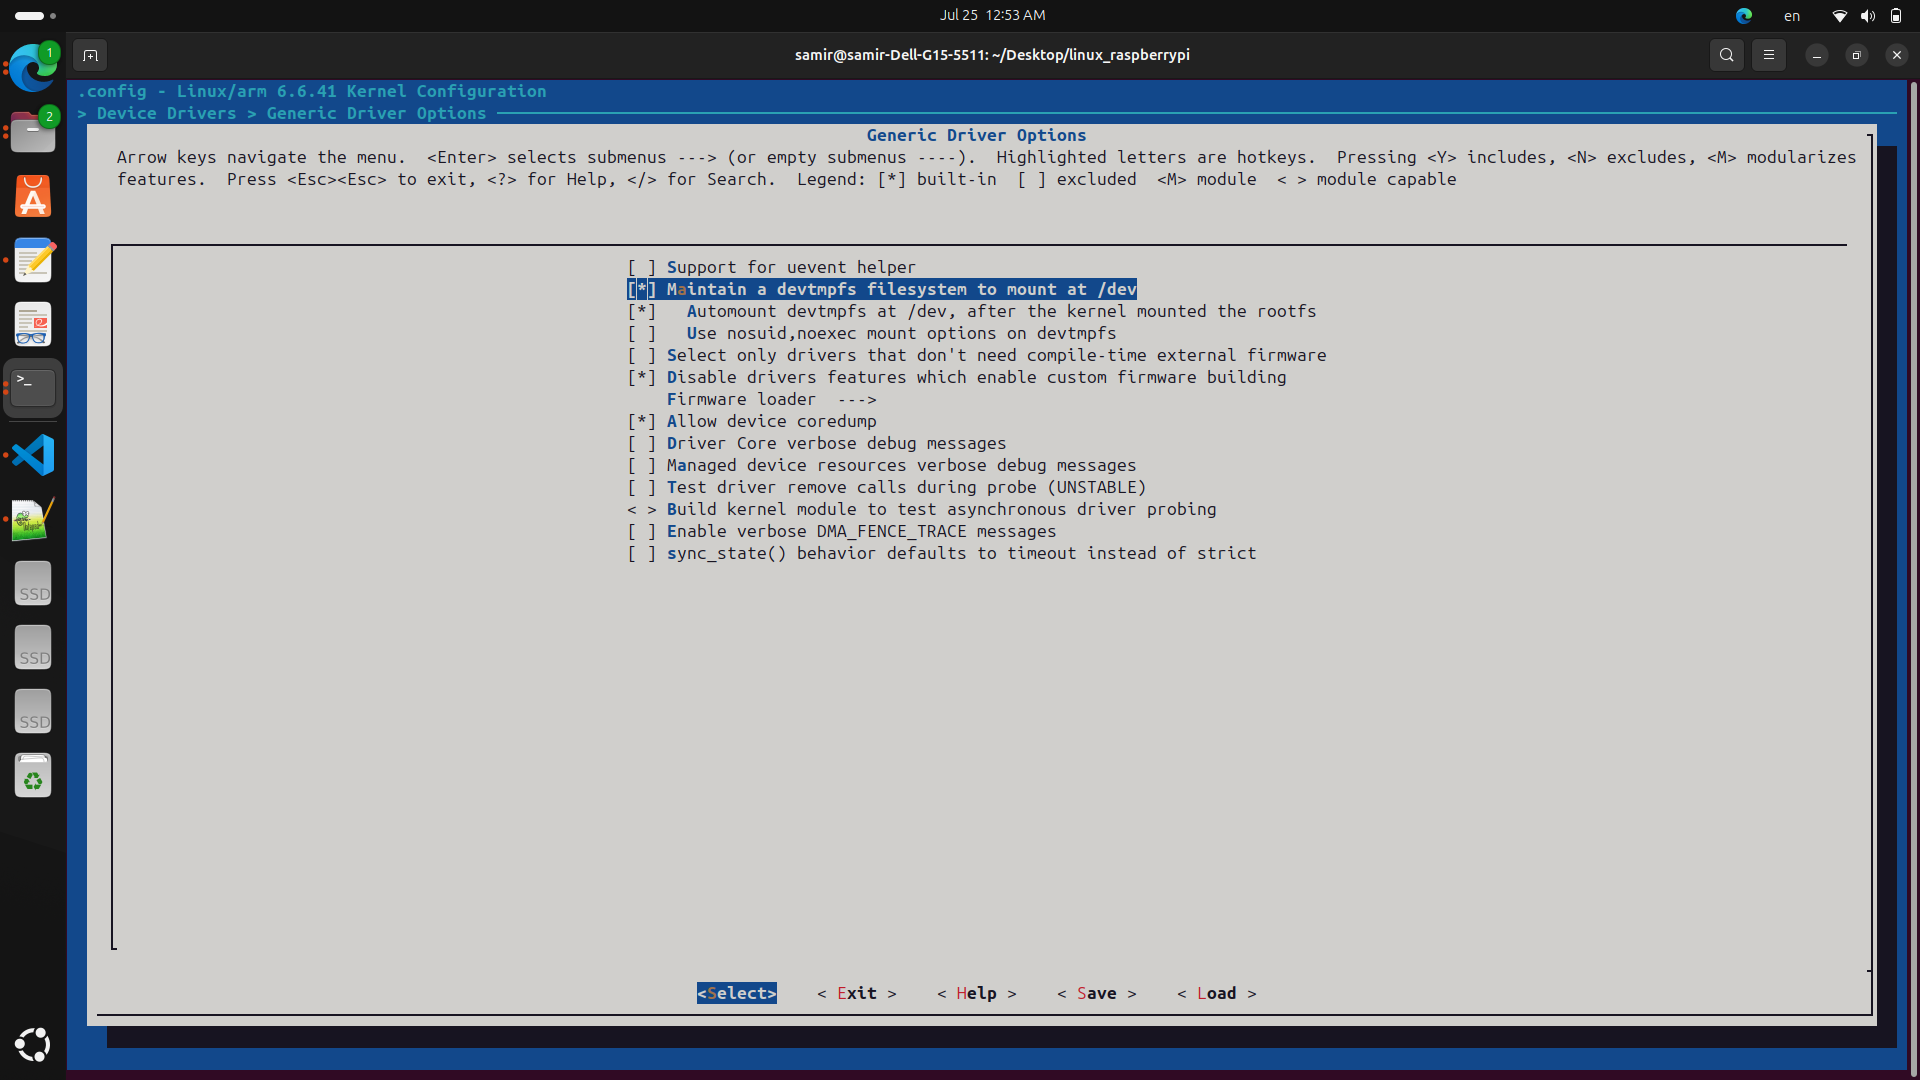 Jul 25 12:53 AM
en
samir@samir-Dell-G15-5511: ~/Desktop/linux_raspberrypi
.config - Linux/arm 6.6.41 Kernel Configuration
> Device Drivers > Generic Driver Options
Generic Driver Options
Arrow keys navigate the menu.  <Enter> selects submenus ---> (or empty submenus ----).  Highlighted letters are hotkeys.  Pressing <Y> includes, <N> excludes, <M> modularizes
features.  Press <Esc><Esc> to exit, <?> for Help, </> for Search.  Legend: [*] built-in  [ ] excluded  <M> module  < > module capable
[ ] Support for uevent helper
[*] Maintain a devtmpfs filesystem to mount at /dev
[*]   Automount devtmpfs at /dev, after the kernel mounted the rootfs
[ ]   Use nosuid,noexec mount options on devtmpfs
[ ] Select only drivers that don't need compile-time external firmware
[*] Disable drivers features which enable custom firmware building
Firmware loader  --->
[*] Allow device coredump
[ ] Driver Core verbose debug messages
[ ] Managed device resources verbose debug messages
[ ] Test driver remove calls during probe (UNSTABLE)
< > Build kernel module to test asynchronous driver probing
[ ] Enable verbose DMA_FENCE_TRACE messages
[ ] sync_state() behavior defaults to timeout instead of strict
<Select>    < Exit >    < Help >    < Save >    < Load >
1
2
>_
SSD
SSD
SSD